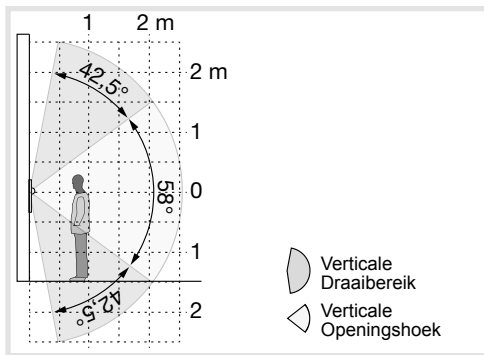 1 2 m
42,5°
2 m
1
0
58°
1
42,5°
2
Verticale
Draaibereik
Verticale
Openingshoek